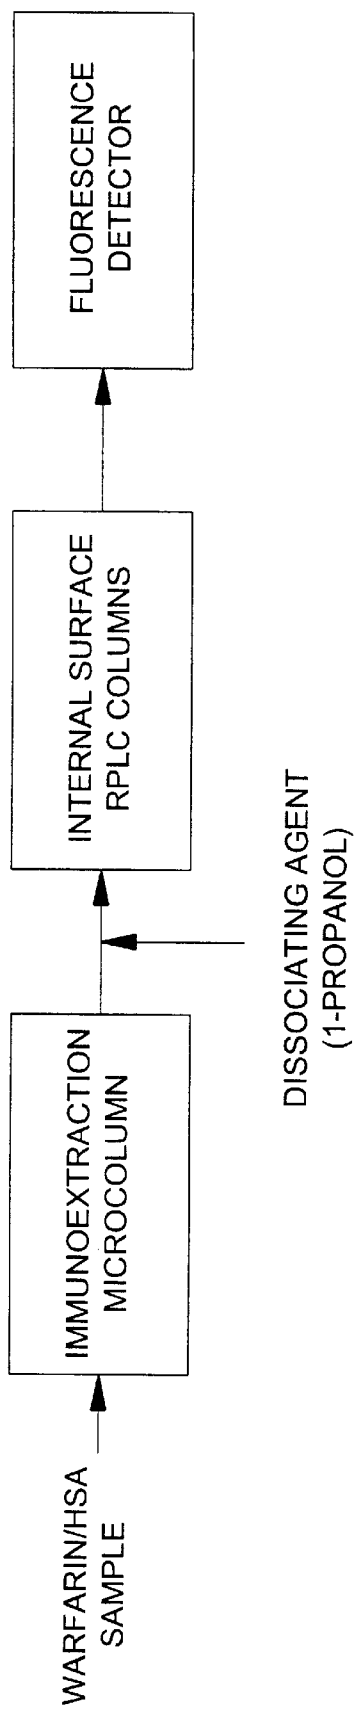 WARFARIN/HSA
SAMPLE
IMMUNOEXTRACTION
MICROCOLUMN
DISSOCIATING AGENT
(1-PROPANOL)
INTERNAL SURFACE
RPLC COLUMNS
FLUORESCENCE
DETECTOR